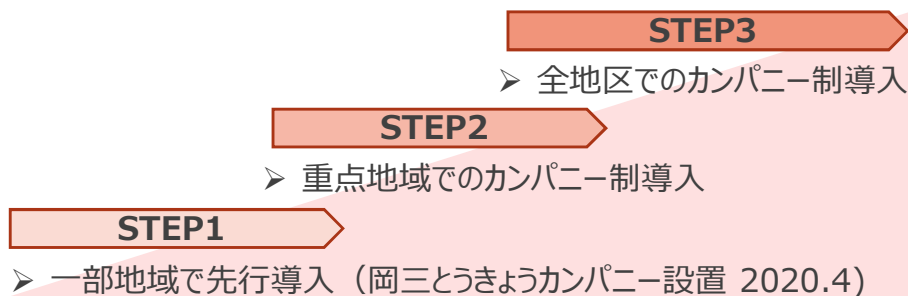 STEP3
➢ 全地区でのカンパニー制導入
STEP2
➢ 重点地域でのカンパニー制導入
STEP1
➢ 一部地域で先行導入（岡三とうきょうカンパニー設置 2020.4）